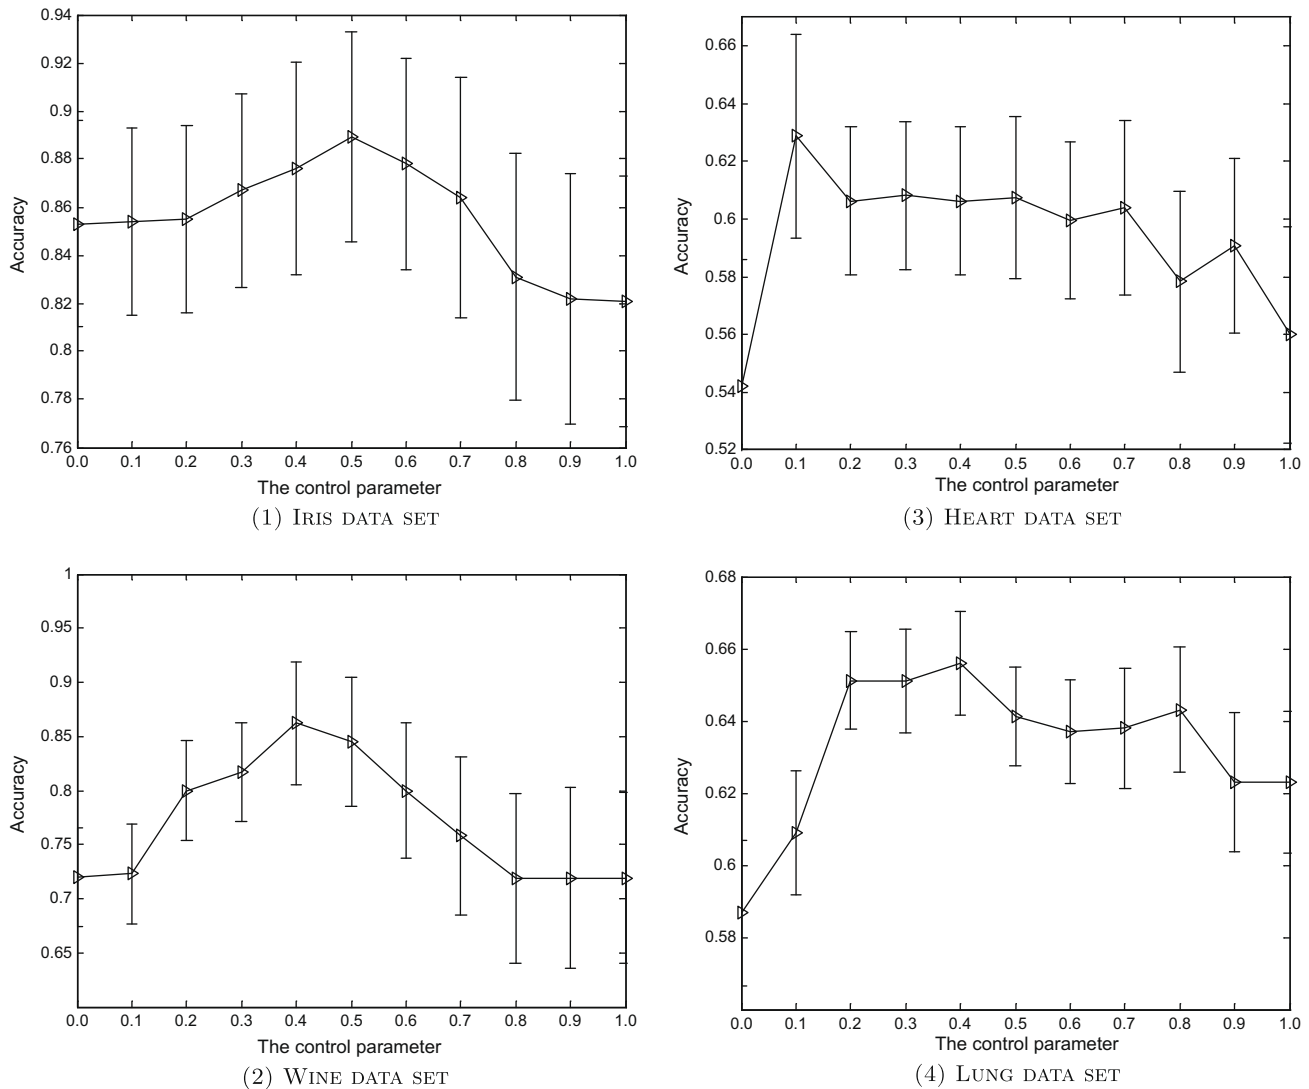 0.94
0.92
0.9
0.88
0.86
0.84
0.82
0.8
0.78
0.76
Accuracy
0.0 0.1 0.2 0.3 0.4 0.5 0.6 0.7 0.8 0.9 1.0
The control parameter
(1) IRIS DATA SET
0.66
0.64
0.62
0.6
0.58
0.56
0.54
0.52
Accuracy
0.0 0.1 0.2 0.3 0.4 0.5 0.6 0.7 0.8 0.9 1.0
The control parameter
(3) HEART DATA SET
1
0.95
0.9
0.85
0.8
0.75
0.7
0.65
Accuracy
0.0 0.1 0.2 0.3 0.4 0.5 0.6 0.7 0.8 0.9 1.0
The control parameter
(2) WINE DATA SET
0.68
0.66
0.64
0.62
0.6
0.58
Accuracy
0.0 0.1 0.2 0.3 0.4 0.5 0.6 0.7 0.8 0.9 1.0
The control parameter
(4) LUNG DATA SET